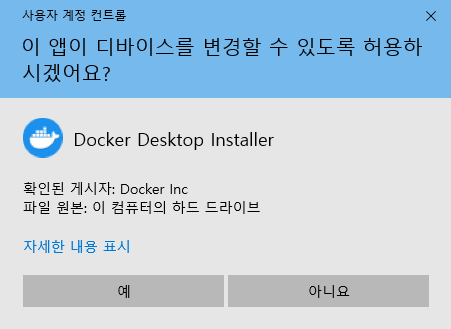 사용자 계정 컨트롤
이 앱이 디바이스를 변경할 수 있도록 허용하
시겠어요?
Docker Desktop Installer
확인된 게시자: Docker Inc
파일 원본: 이 컴퓨터의 하드 드라이브
자세한 내용 표시
예
아니요